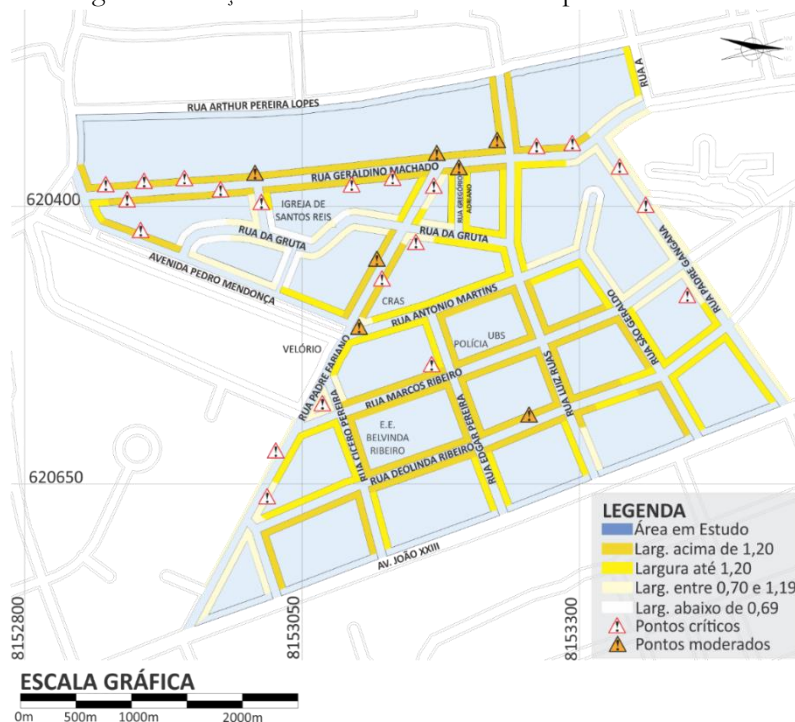 RUA A
RUA ARTHUR PEREIRA LOPES
RUA GERALDINO MACHADO
620400
IGREJA DE
SANTOS REIS
RUA GREGÓRIO
ADRIANO
RUA DA GRUTA
RUA DA GRUTA
RUA PADRE GANGANA
AVENIDA PEDRO MENDONÇA
CRAS
RUA ANTONIO MARTINS
RUA SÃO GERALDO
VELÓRIO
UBS
POLÍCIA
RUA PADRE FABIANO
RUA MARCOS RIBEIRO
RUA LUIZ RUAS
RUA CICERO PEREIRA
E.E.
BELVINDA
RIBEIRO
RUA EDGAR PEREIRA
RUA DEOLINDA RIBEIRO
620650
AV. JOÃO XXIII
8152800
8153050
8153300
LEGENDA
Área em Estudo
Larg. acima de 1,20
Largura até 1,20
Larg. entre 0,70 e 1,19
Larg. abaixo de 0,69
Pontos críticos
Pontos moderados
ESCALA GRÁFICA
0m 500m 1000m 2000m